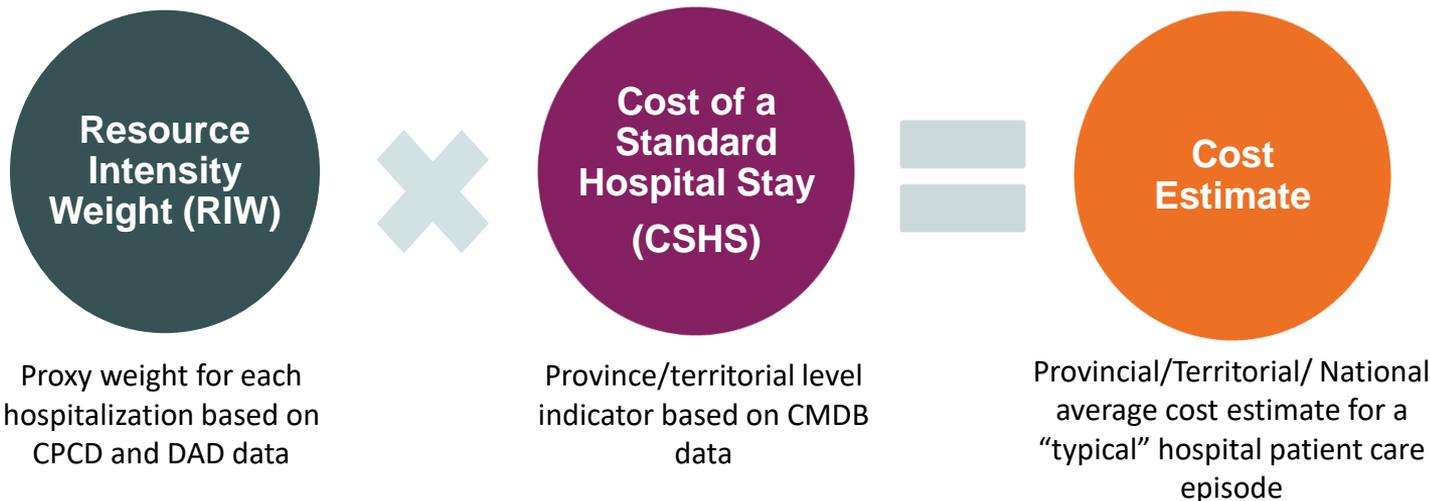 Resource
Intensity
Weight (RIW)
Cost of a
Standard
Hospital Stay
(CSHS)
Cost
Estimate
Proxy weight for each
hospitalization based on
CPCD and DAD data
Province/territorial level
indicator based on CMDB
data
Provincial/Territorial/ National
average cost estimate for a
“typical” hospital patient care
episode